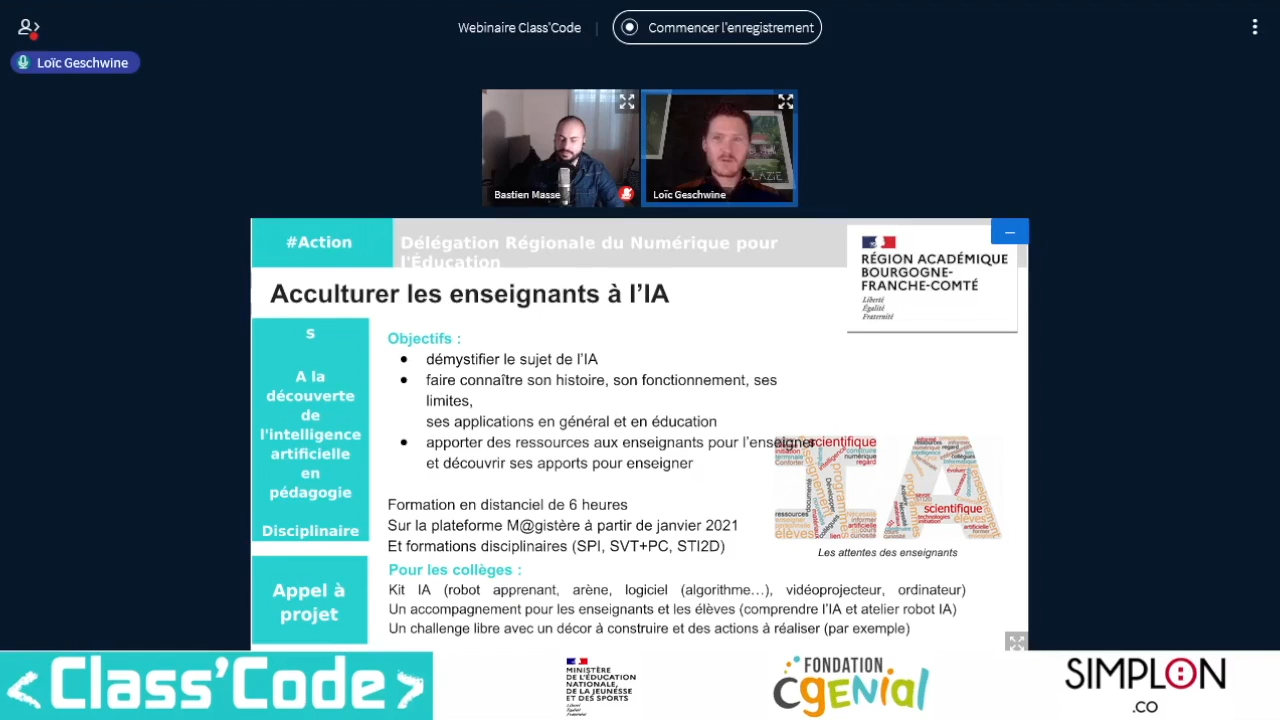 Webinaire Class'Code
Commencer l'enregistrement
Loïc Geschwine
Bastien Masse
Loïc Geschwine
LAZIE
#Action
Délégation Régionale du Numérique pour
l'Éducation
RÉGION ACADÉMIQUE
BOURGOGNE-
FRANCHE-COMTÉ
Liberté
Égalité
Fraternité
Acculturer les enseignants à l'IA
S
A la
découverte
de
l'intelligence
artificielle
en
pédagogie
Disciplinaire
Objectifs :
● démystifier le sujet de l'IA
● faire connaître son histoire, son fonctionnement, ses
limites,
ses applications en général et en éducation
● apporter des ressources aux enseignants pour l'enseigner
et découvrir ses apports pour enseigner
Formation en distanciel de 6 heures
Sur la plateforme M@gistère à partir de janvier 2021
Et formations disciplinaires (SPI, SVT+PC, STI2D)
scientifique
scientifique
élèves
Les attentes des enseignants
Appel à
projet
Pour les collèges :
Kit IA (robot apprenant, arène, logiciel (algorithme...), vidéoprojecteur, ordinateur)
Un accompagnement pour les enseignants et les élèves (comprendre l'IA et atelier robot IA)
Un challenge libre avec un décor à construire et des actions à réaliser (par exemple)
<Class'Code>
MINISTÈRE
DE L'ÉDUCATION
NATIONALE,
DE LA JEUNESSE
ET DES SPORTS
Liberté
Égalité
Fraternité
FONDATION
CGENIAL
SIMPLON
.CO